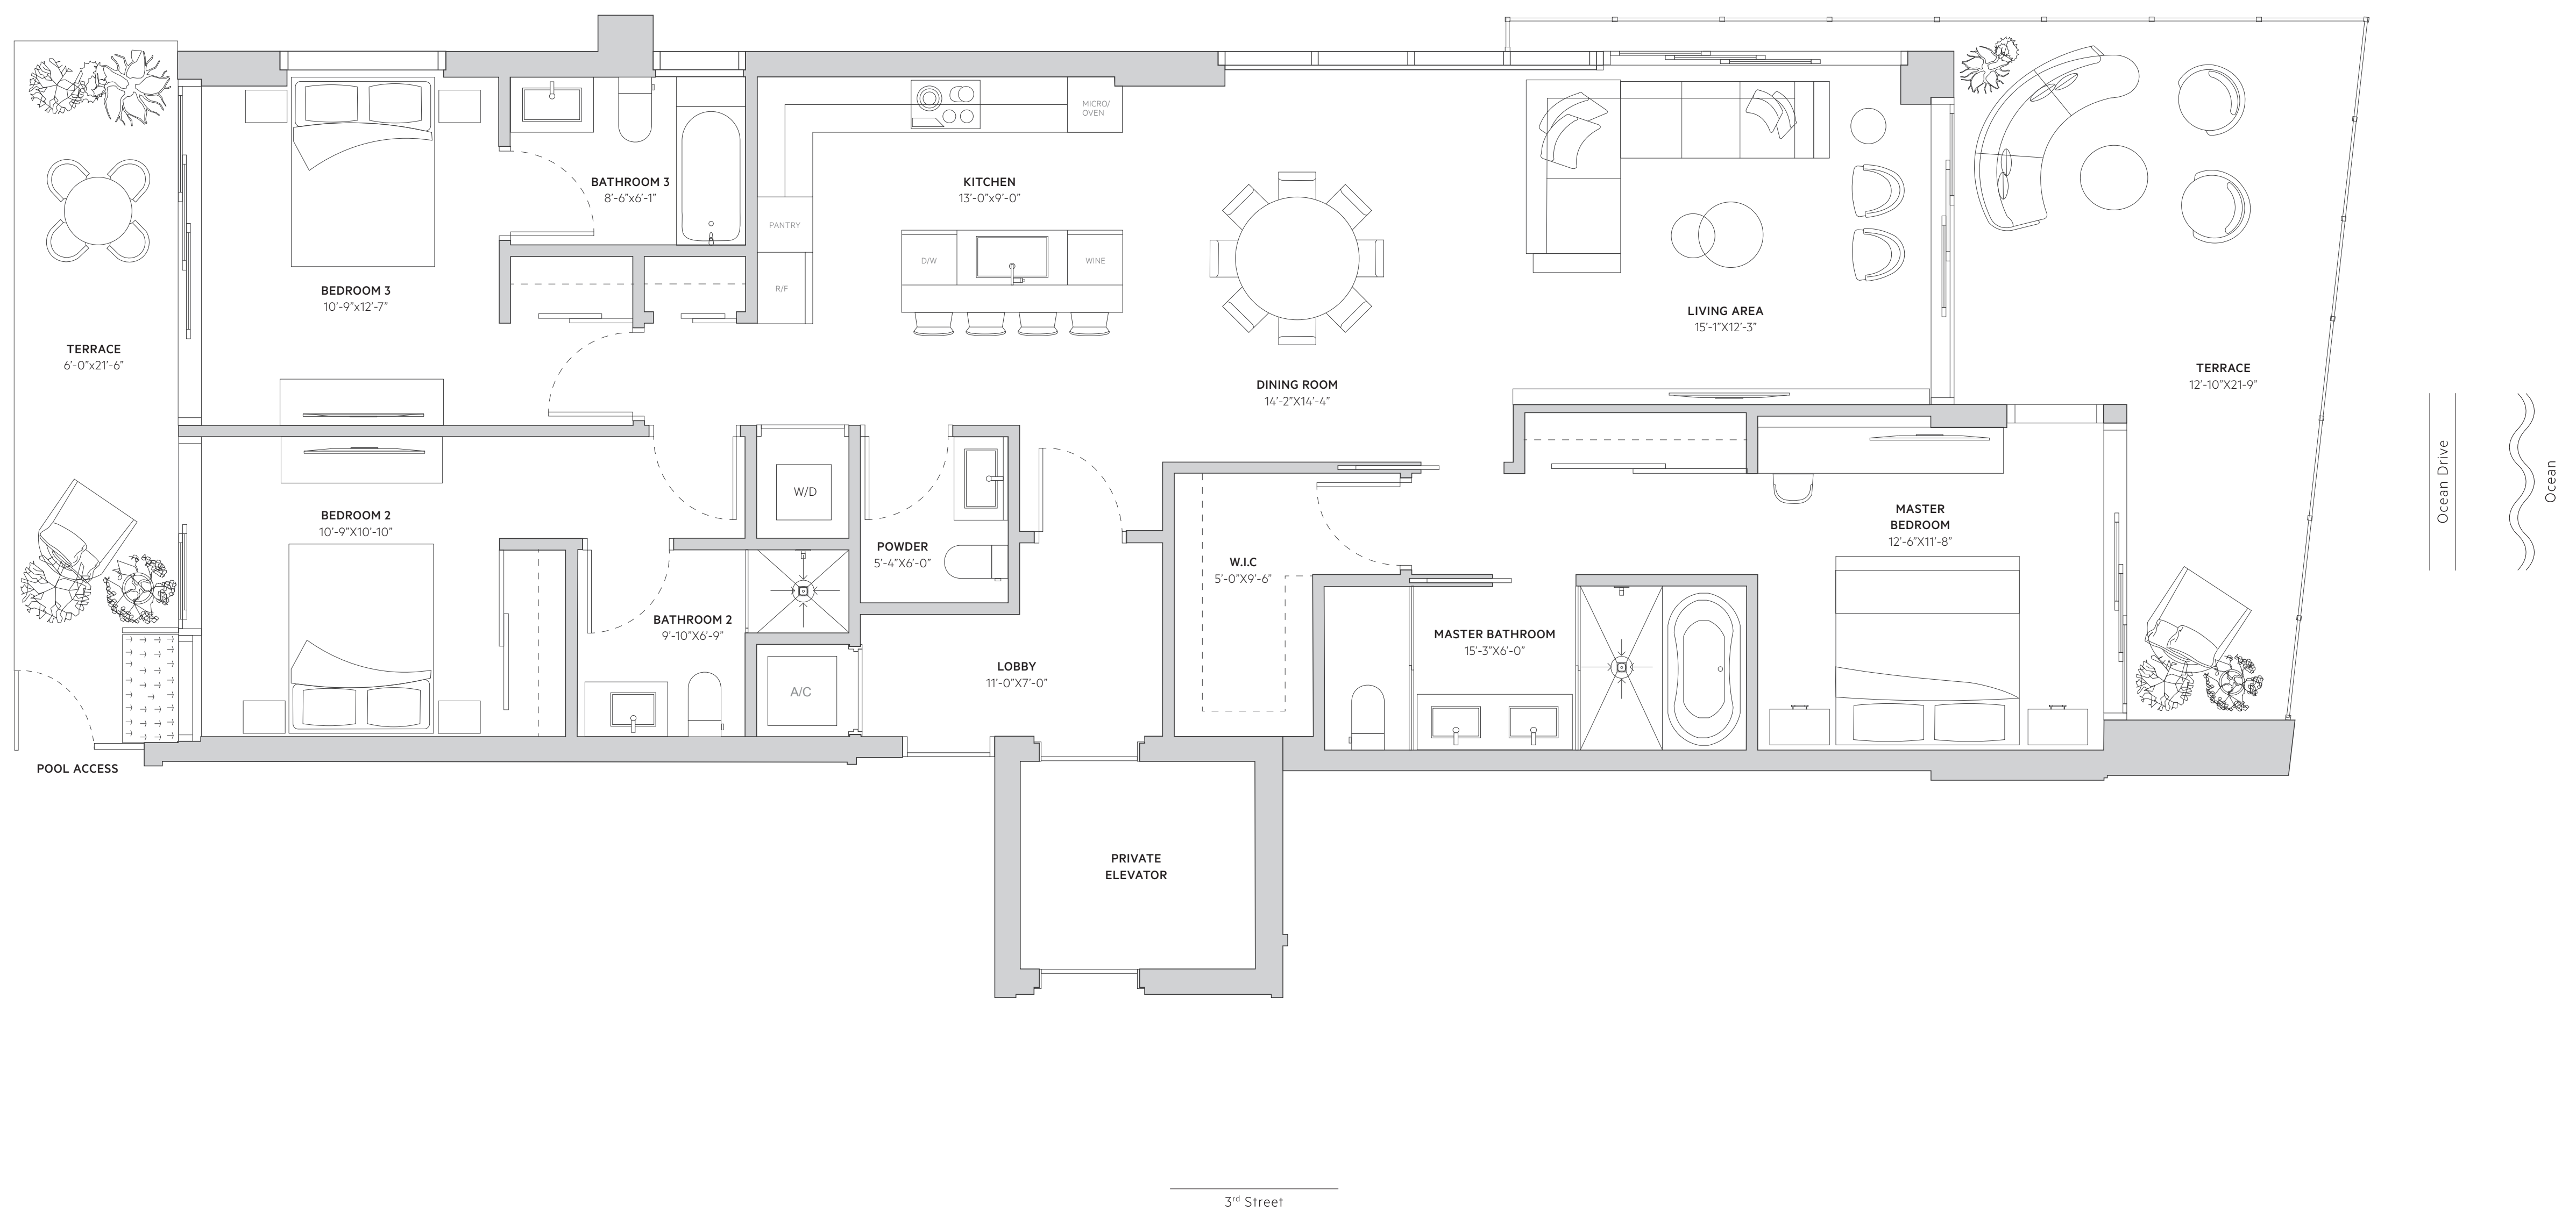 MICRO/
OVEN
BATHROOM 3
8'-6"x6'-1"
KITCHEN
13'-0"x9'-0"
PANTRY
D/W
WINE
R/F
BEDROOM 3
10'-9"x12'-7"
LIVING AREA
15'-1"X12'-3"
TERRACE
6'-0"x21'-6"
DINING ROOM
14'-2"X14'-4"
TERRACE
12'-10"X21-9"
Ocean Drive
Ocean
W/D
BEDROOM 2
10'-9"X10'-10"
POWDER
5'-4"X6'-0"
W.I.C
5'-0"X9'-6"
MASTER
BEDROOM
12'-6"X11'-8"
BATHROOM 2
9'-10"X6'-9"
MASTER BATHROOM
15'-3"X6'-0"
LOBBY
11'-0"X7'-0"
A/C
POOL ACCESS
PRIVATE
ELEVATOR
3rd Street